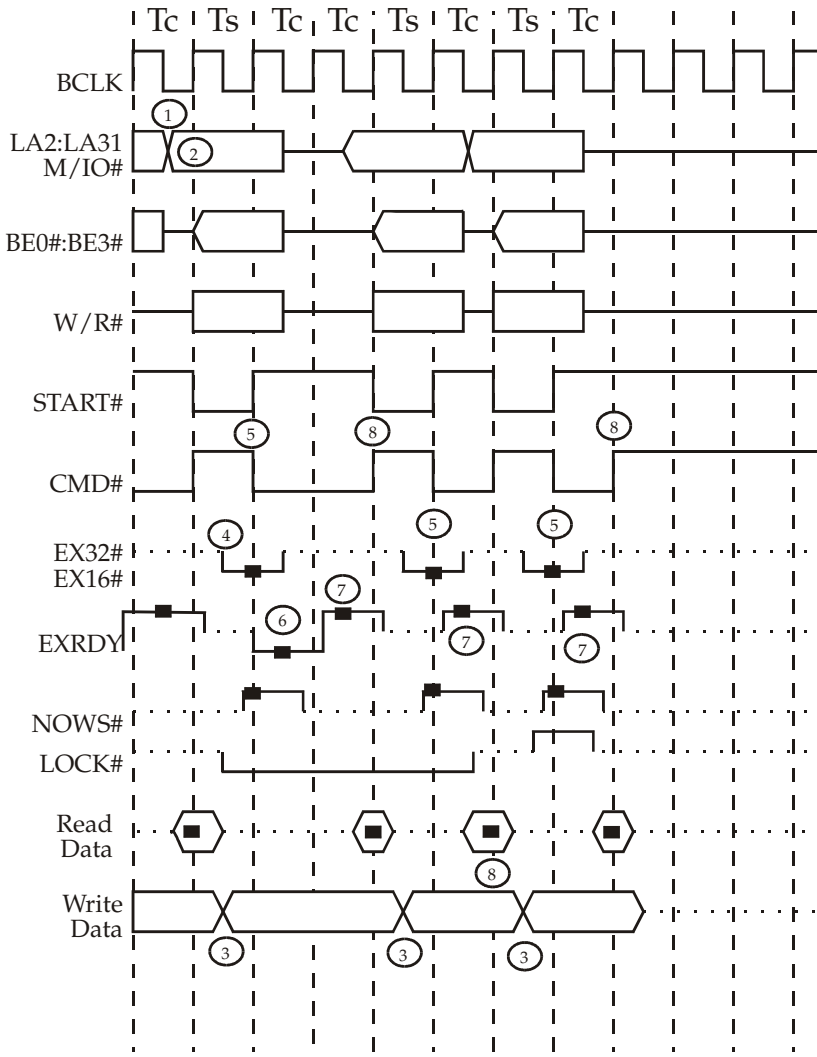 Tc Ts Tc Tc Ts Tc Ts Tc
BCLK
1
LA2:LA31
M/IO#
2
BE0#:BE3#
W/R#
START#
5 8 8
CMD#
4 5 5
EX32#
EX16#
7
6
EXRDY
7 7
NOWS#
LOCK#
Read
Data
8
Write
Data
3 3 3